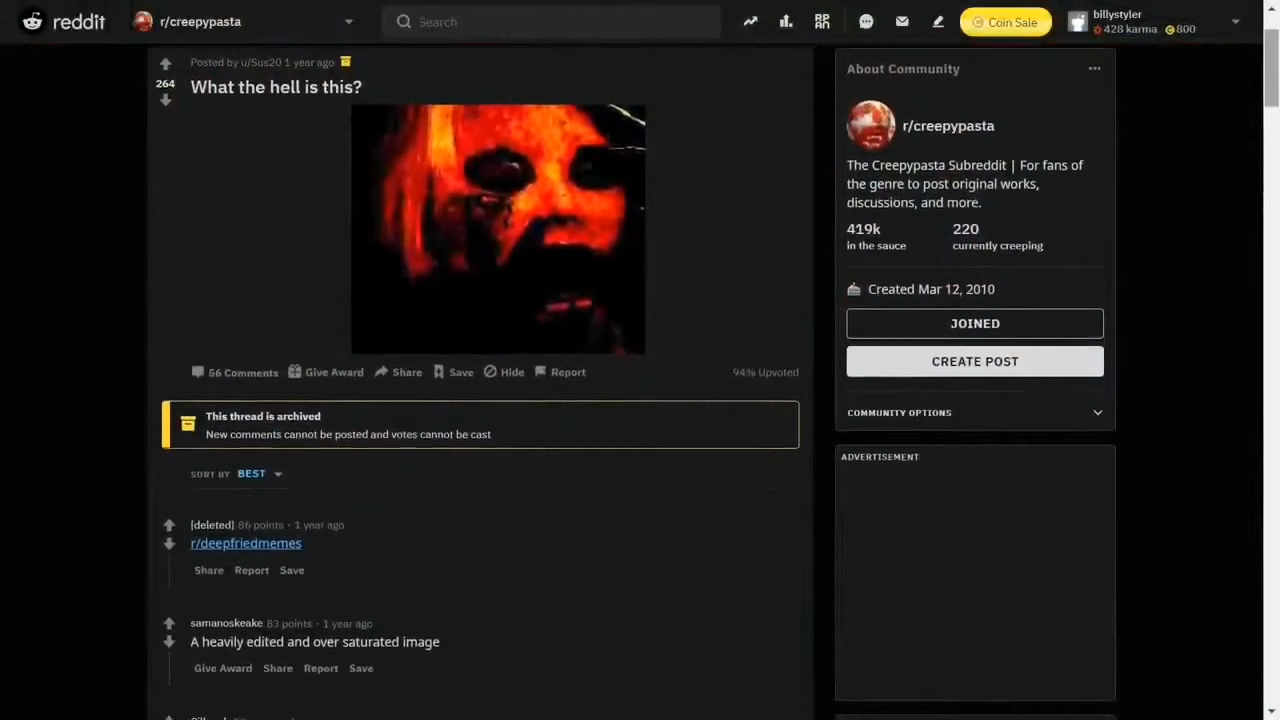 reddit
r/creepypasta
Search
Coin Sale
billystyler
428 karma 800
Posted by u/Sus20 1 year ago
264
What the hell is this?
56 Comments
Give Award
Share
Save
Hide
Report
94% Upvoted
This thread is archived
New comments cannot be posted and votes cannot be cast
SORT BY BEST
[deleted] 86 points · 1 year ago
r/deepfriedmemes
Share Report Save
samanoskeake 83 points · 1 year ago
A heavily edited and over saturated image
Give Award Share Report Save
About Community
r/creepypasta
The Creepypasta Subreddit | For fans of
the genre to post original works,
discussions, and more.
419k 220
in the sauce currently creeping
Created Mar 12, 2010
JOINED
CREATE POST
COMMUNITY OPTIONS
ADVERTISEMENT